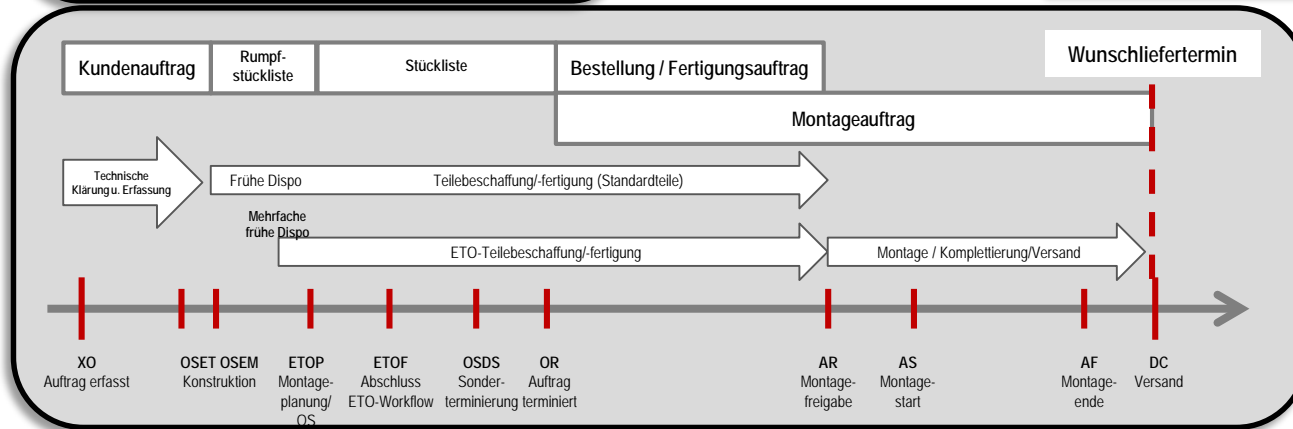 Wunschliefertermin
Kundenauftrag
Rumpf-
stückliste
Stückliste
Bestellung / Fertigungsauftrag
Montageauftrag
Technische
Klärung u. Erfassung
Frühe Dispo
Teilebeschaffung/-fertigung (Standardteile)
Mehrfache
frühe Dispo
ETO-Teilebeschaffung/-fertigung
Montage / Komplettierung/Versand
XO
Auftrag erfasst
OSET OSEM
Konstruktion
ETOP
Montage-
planung/
OS
ETOF
Abschluss
ETO-Workflow
OSDS
Sonder-
terminierung
OR
Auftrag
terminiert
AR
Montage-
freigabe
AS
Montage-
start
AF
Montage-
ende
DC
Versand